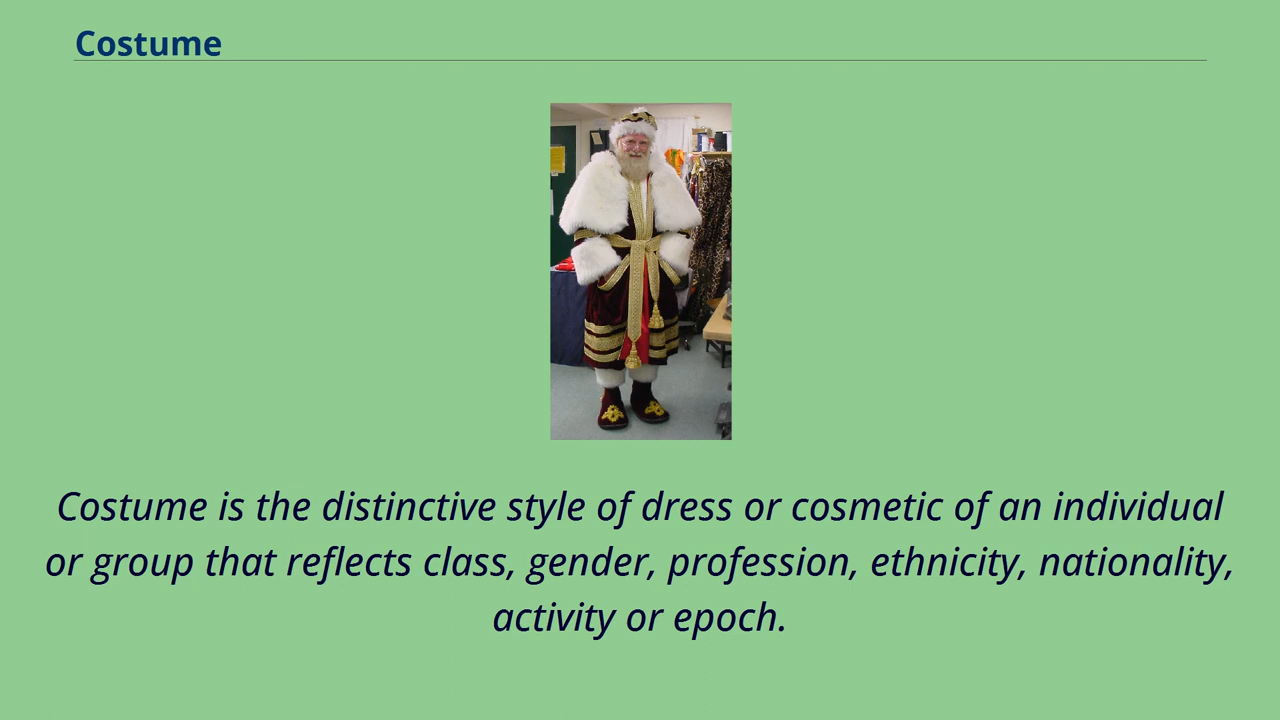 Costume
Costume is the distinctive style of dress or cosmetic of an individual
or group that reflects class, gender, profession, ethnicity, nationality,
activity or epoch.